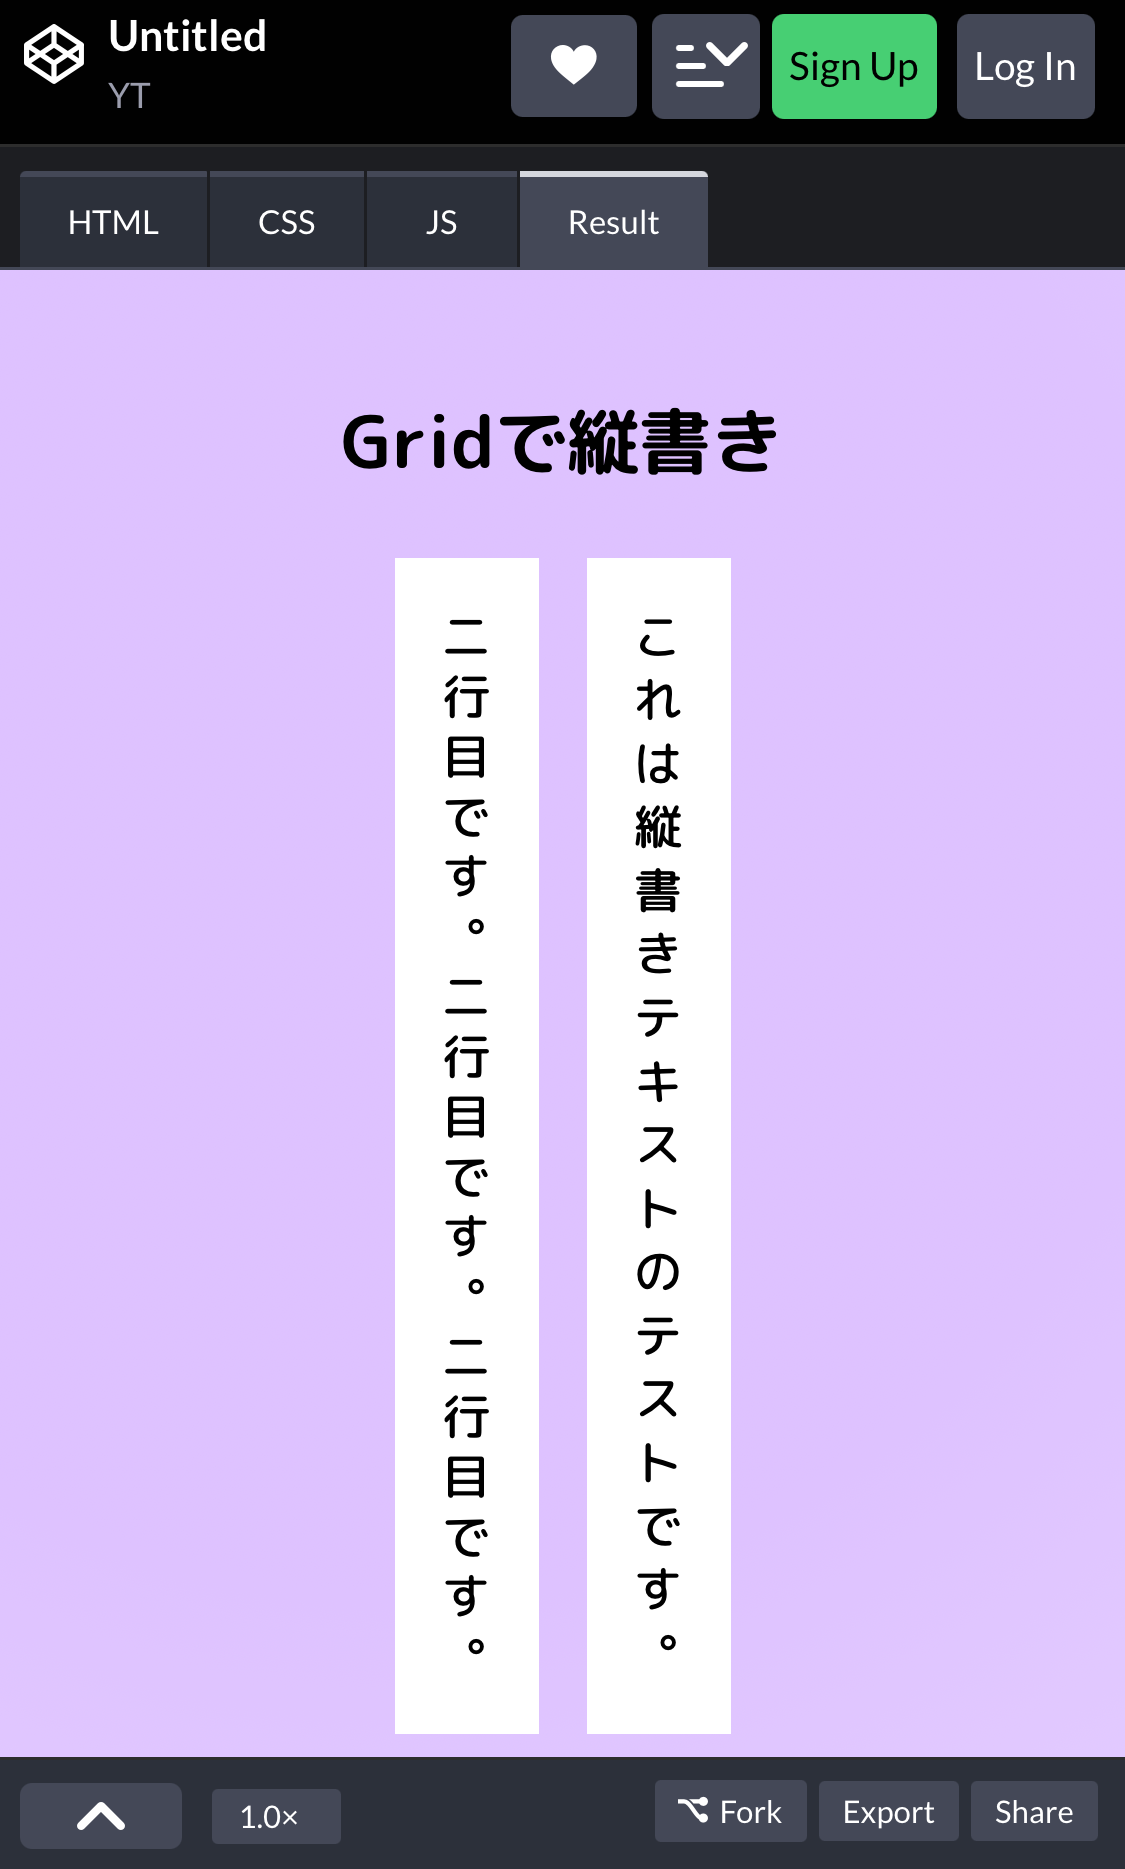 Untitled
YT
Sign Up
Log In
HTML
CSS
JS
Result
Gridで縦書き
これは縦書きテキストのテストです。
二行目です。二行目です。二行目です。
1.0×
Fork
Export
Share